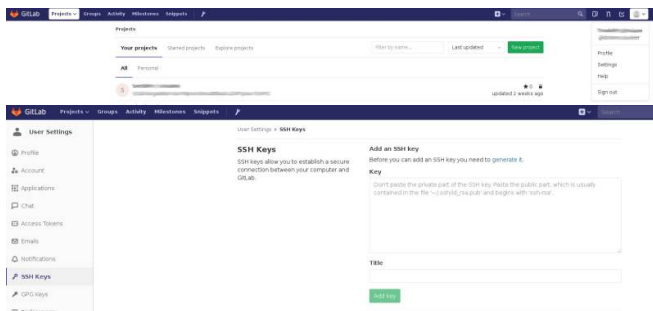 GitLab Projects Groups Activity Milestones Snippets Search
Projects
Your projects Starred projects Explore projects Filter by name... Last updated New project
All Personal
S
0
updated 2 weeks ago
Profile
Settings
Help
Sign out
GitLab Projects Groups Activity Milestones Snippets Search
User Settings
Profile
Account
Applications
Chat
Access Tokens
Emails
Notifications
SSH Keys
GPG Keys
User Settings › SSH Keys
SSH Keys
SSH keys allow you to establish a secure
connection between your computer and
GitLab.
Add an SSH key
Before you can add an SSH key you need to generate it.
Key
Don't paste the private part of the SSH key. Paste the public part, which is usually
contained in the file '~/.ssh/id_rsa.pub' and begins with 'ssh-rsa'.
Title
Add key